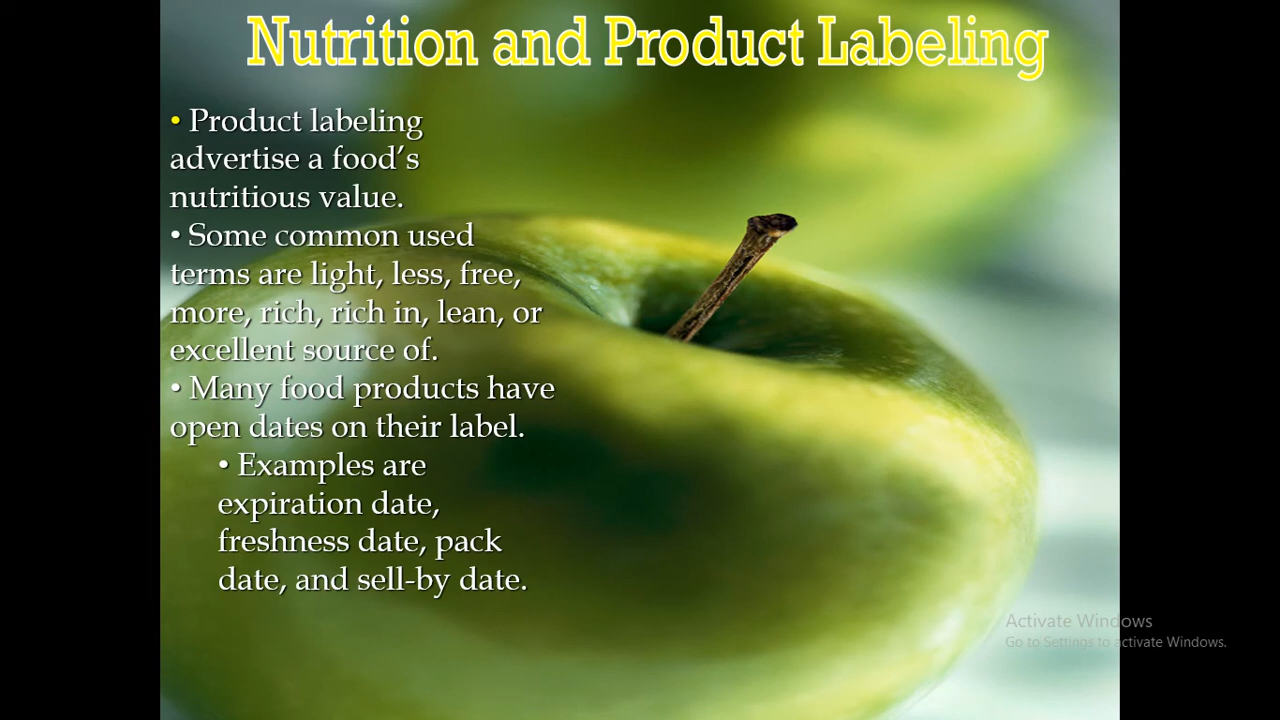 Nutrition and Product Labeling
• Product labeling
advertise a food’s
nutritious value.
• Some common used
terms are light, less, free,
more, rich, rich in, lean, or
excellent source of.
• Many food products have
open dates on their label.
• Examples are
expiration date,
freshness date, pack
date, and sell-by date.
Activate Windows
Go to Settings to activate Windows.